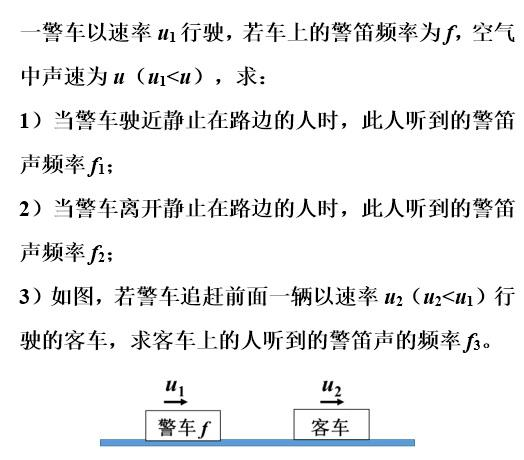 一警车以速率 u₁ 行驶，若车上的警笛频率为 f，空气
中声速为 u（u₁<u），求：
1）当警车驶近静止在路边的人时，此人听到的警笛
声频率 f₁；
2）当警车离开静止在路边的人时，此人听到的警笛
声频率 f₂；
3）如图，若警车追赶前面一辆以速率 u₂（u₂<u₁）行
驶的客车，求客车上的人听到的警笛声的频率 f₃。
u₁ u₂
警车 f 客车